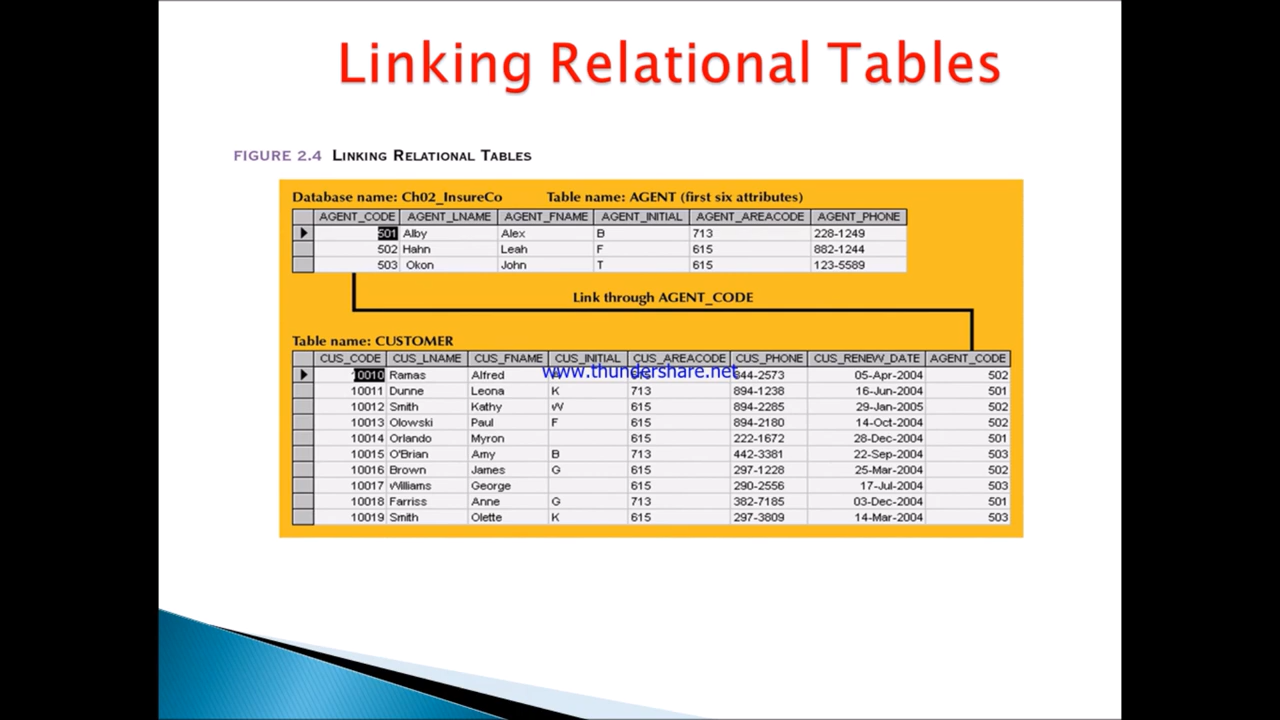 Linking Relational Tables
FIGURE 2.4 LINKING RELATIONAL TABLES
Database name: Ch02_InsureCo Table name: AGENT (first six attributes)
AGENT_CODE AGENT_LNAME AGENT_FNAME AGENT_INITIAL AGENT_AREACODE AGENT_PHONE
501 Alby Alex B 713 228-1249
502 Hahn Leah F 615 882-1244
503 Okon John T 615 123-5589
Link through AGENT_CODE
Table name: CUSTOMER
CUS_CODE CUS_LNAME CUS_FNAME CUS_INITIAL CUS_AREACODE CUS_PHONE CUS_RENEW_DATE AGENT_CODE
www.thundershare.net
10010 Ramas Alfred 844-2573 05-Apr-2004 502
10011 Dunne Leona K 713 894-1238 16-Jun-2004 501
10012 Smith Kathy W 615 894-2285 29-Jan-2005 502
10013 Olowski Paul F 615 894-2180 14-Oct-2004 502
10014 Orlando Myron 615 222-1672 28-Dec-2004 501
10015 O'Brian Amy B 713 442-3381 22-Sep-2004 503
10016 Brown James G 615 297-1228 25-Mar-2004 502
10017 Williams George 615 290-2556 17-Jul-2004 503
10018 Farriss Anne G 713 382-7185 03-Dec-2004 501
10019 Smith Olette K 615 297-3809 14-Mar-2004 503